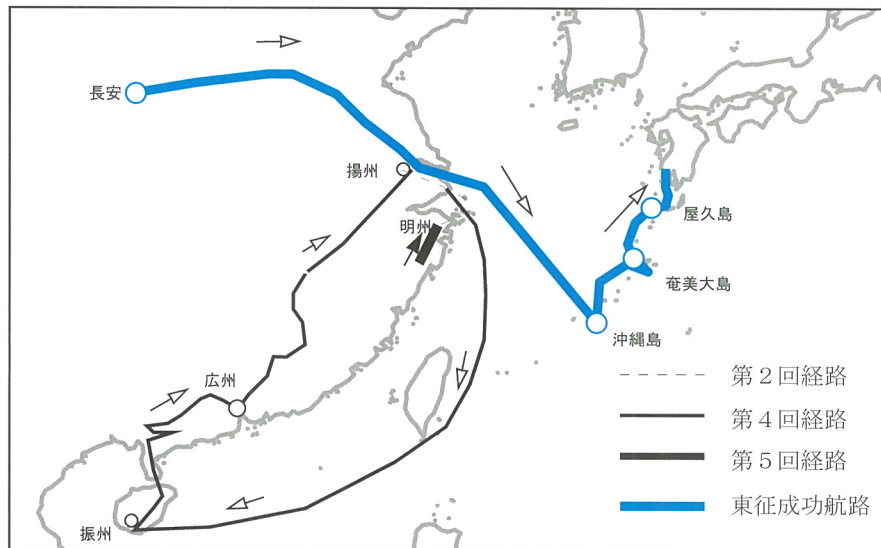 長安
揚州
明州
屋久島
奄美大島
沖縄島
広州
振州
第2回経路
第4回経路
第5回経路
東征成功航路